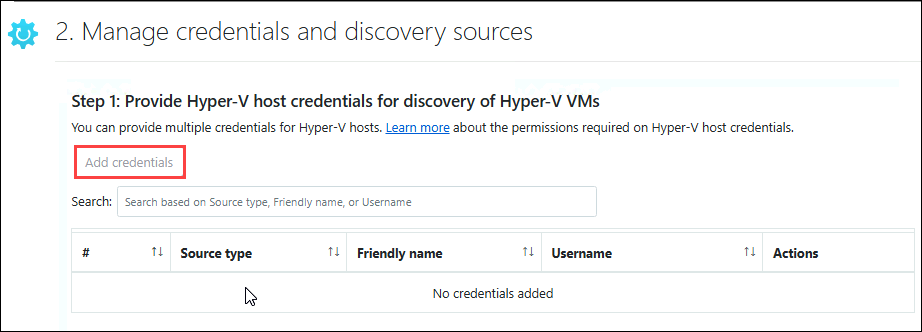 2. Manage credentials and discovery sources
Step 1: Provide Hyper-V host credentials for discovery of Hyper-V VMs
You can provide multiple credentials for Hyper-V hosts. Learn more about the permissions required on Hyper-V host credentials.
Add credentials
Search: Search based on Source type, Friendly name, or Username
# Source type Friendly name Username Actions
No credentials added